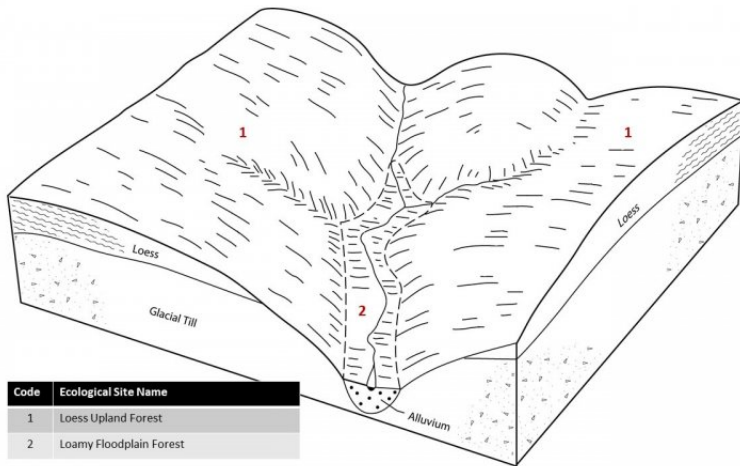 1
1
Loess
Loess
Glacial Till
2
Alluvium
Code Ecological Site Name
1 Loess Upland Forest
2 Loamy Floodplain Forest